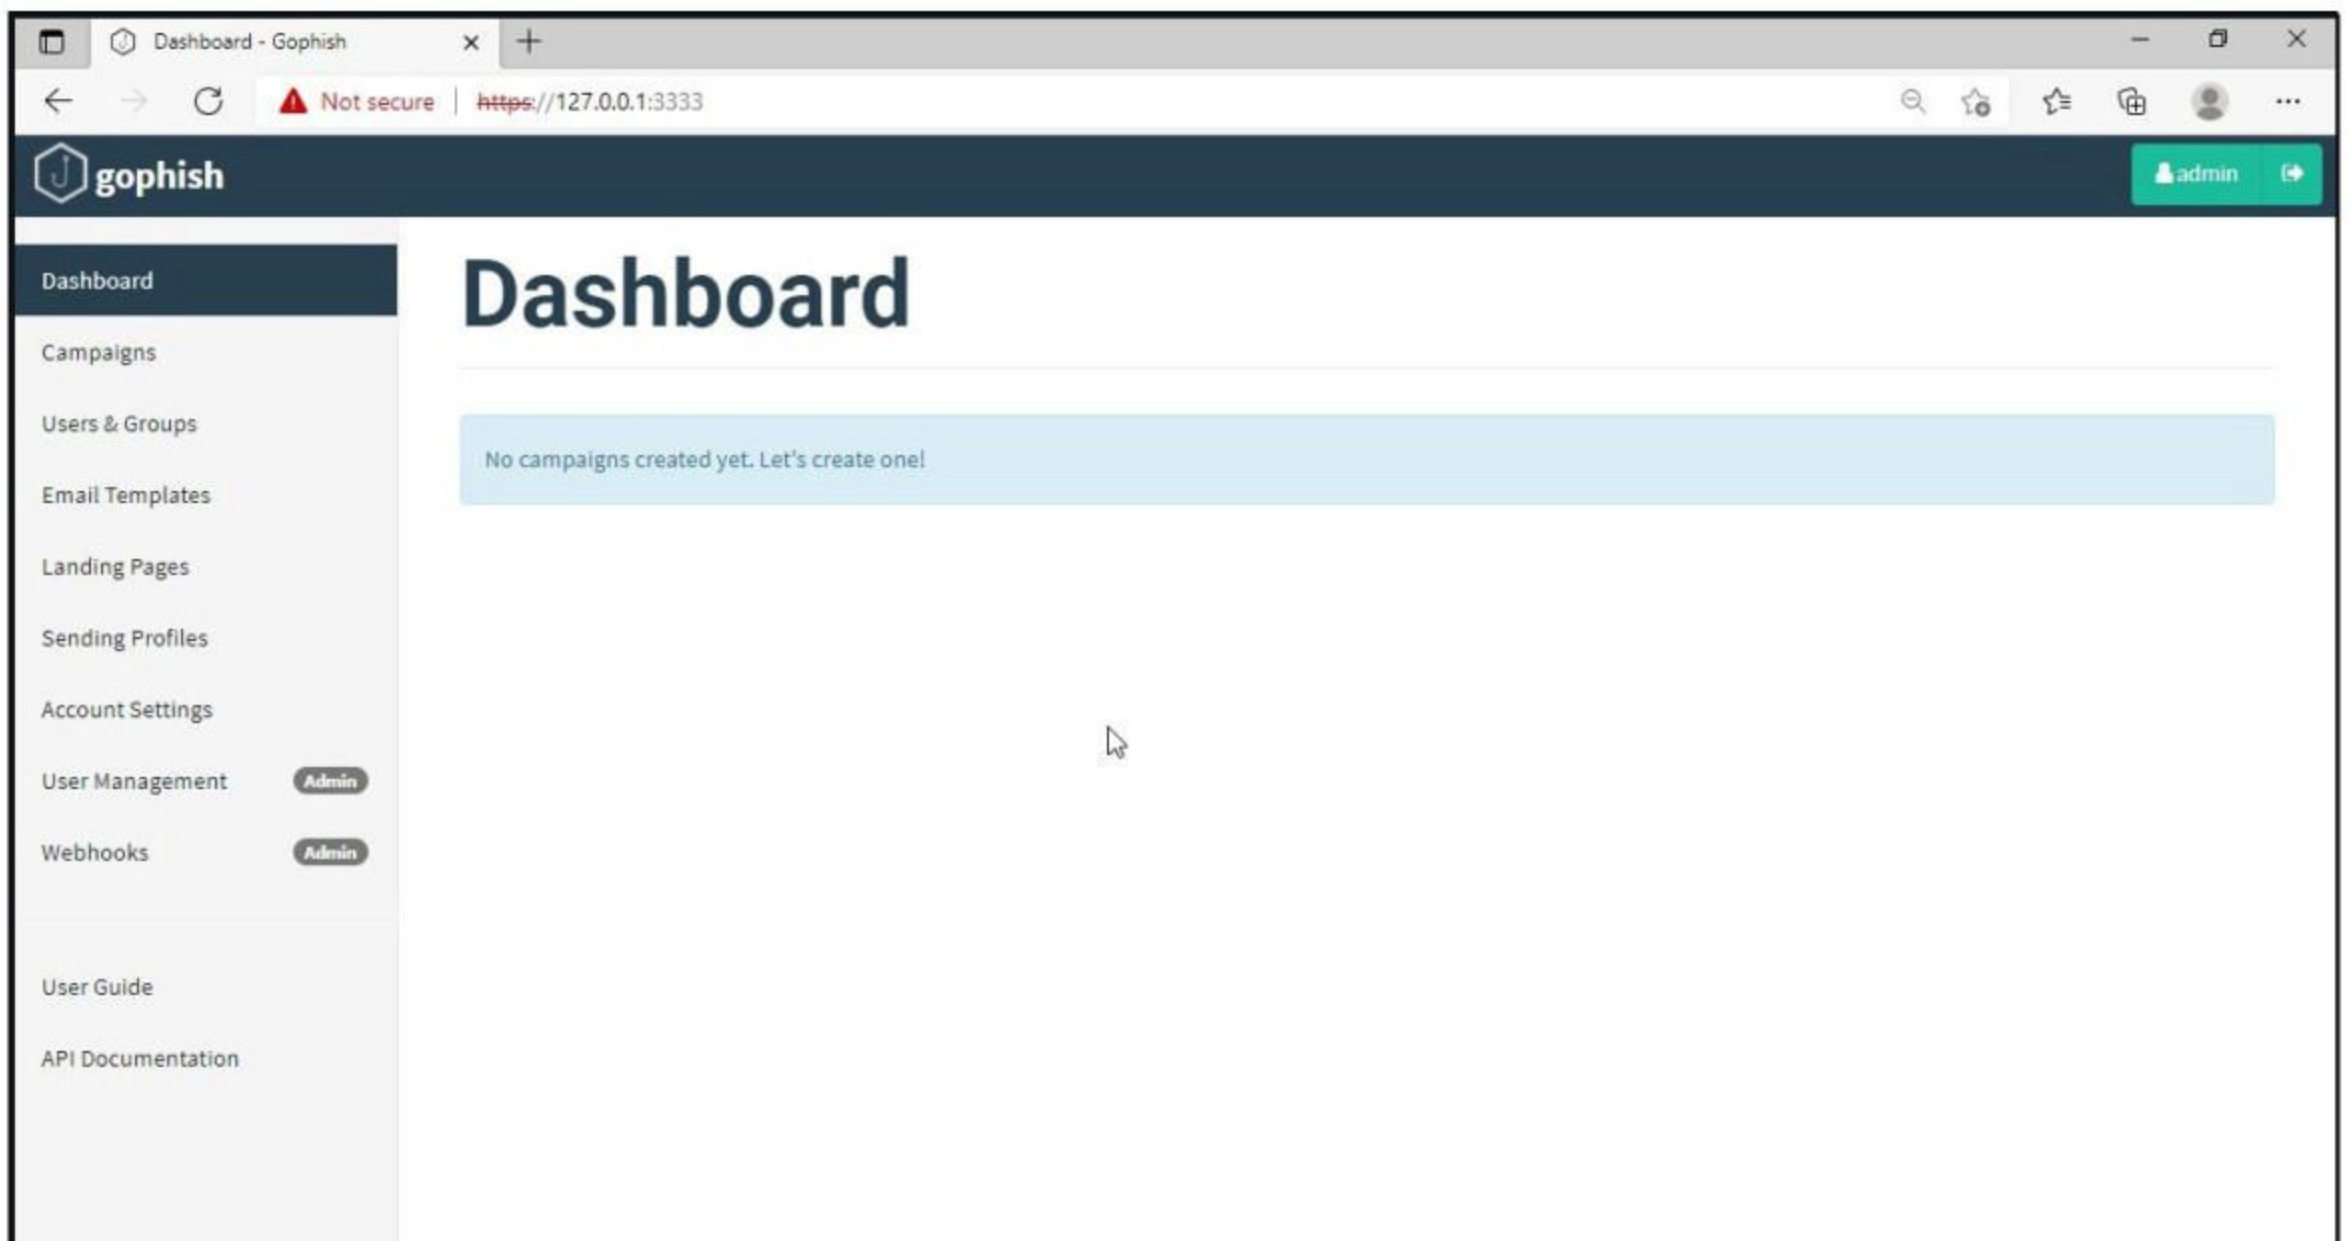 Dashboard - Gophish
Not secure | https://127.0.0.1:3333
gophish
admin
Dashboard
Campaigns
Users & Groups
Email Templates
Landing Pages
Sending Profiles
Account Settings
User Management Admin
Webhooks Admin
User Guide
API Documentation
Dashboard
No campaigns created yet. Let's create one!